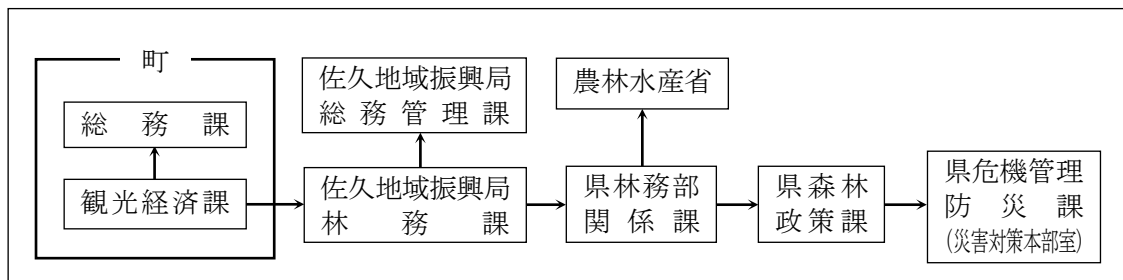 町
総務課
観光経済課
佐久地域振興局
総務管理課
佐久地域振興局
林務課
農林水産省
県林務部
関係課
県森林
政策課
県危機管理
防災課
(災害対策本部室)